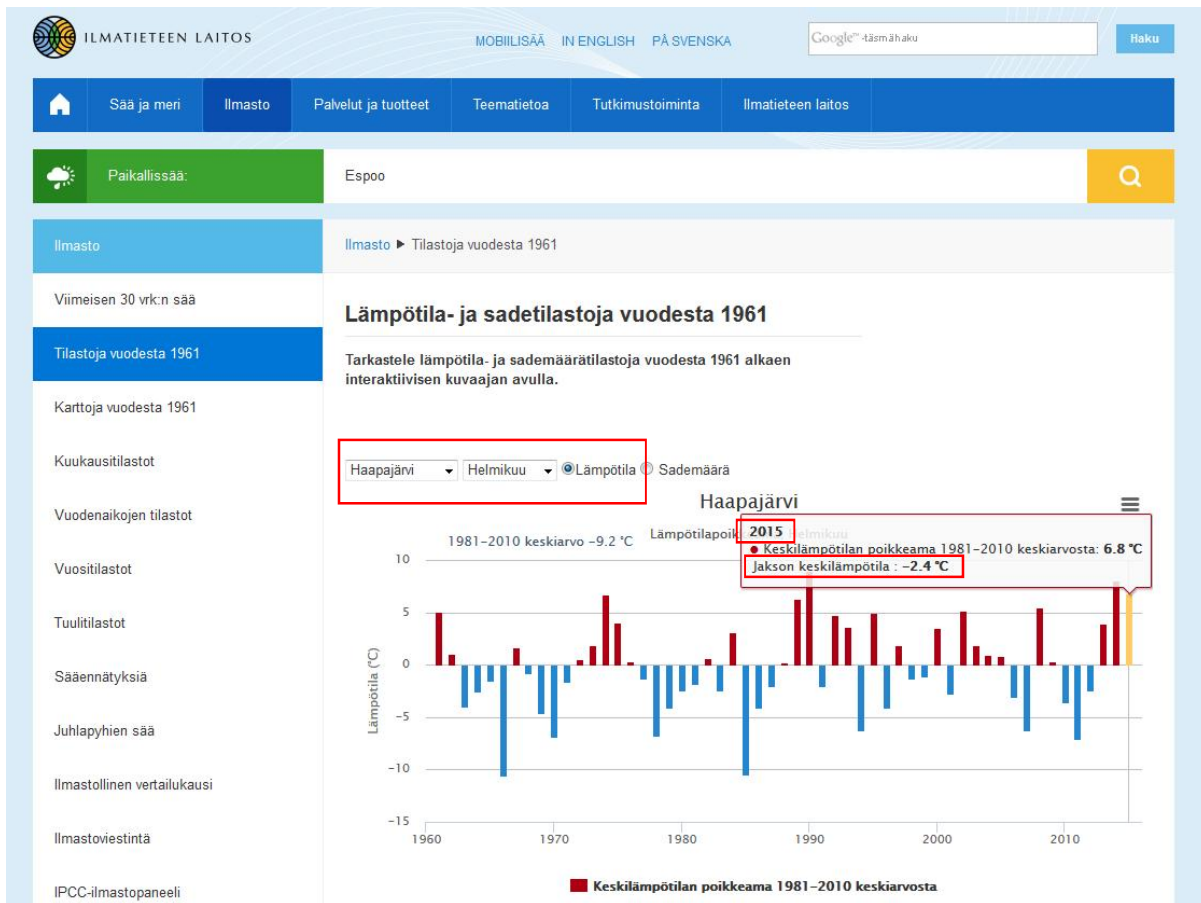 ILMATIETEEN LAITOS
MOBIILISÄÄ IN ENGLISH PÅ SVENSKA
Google™-täsmähaku
Haku
Sää ja meri Ilmasto Palvelut ja tuotteet Teematietoa Tutkimustoiminta Ilmatieteen laitos
Paikallissää: Espoo
Ilmasto
Ilmasto ▶ Tilastoja vuodesta 1961
Viimeisen 30 vrk:n sää
Tilastoja vuodesta 1961
Karttoja vuodesta 1961
Kuukausitilastot
Vuodenaikojen tilastot
Vuositilastot
Tuulitilastot
Sääennätyksiä
Juhlapyhien sää
Ilmastollinen vertailukausi
Ilmastoviestintä
IPCC-ilmastopaneeli
Lämpötila- ja sadetilastoja vuodesta 1961
Tarkastele lämpötila- ja sademäärätilastoja vuodesta 1961 alkaen
interaktiivisen kuvaajan avulla.
Haapajärvi Helmikuu Lämpötila Sademäärä
Haapajärvi
1981-2010 keskiarvo -9.2 °C Lämpötilapoik Helmikuu
2015
Keskilämpötilan poikkeama 1981-2010 keskiarvosta: 6.8 °C
Jakson keskilämpötila : -2.4 °C
Lämpötila (°C)
10
5
0
-5
-10
-15
1960 1970 1980 1990 2000 2010
Keskilämpötilan poikkeama 1981-2010 keskiarvosta